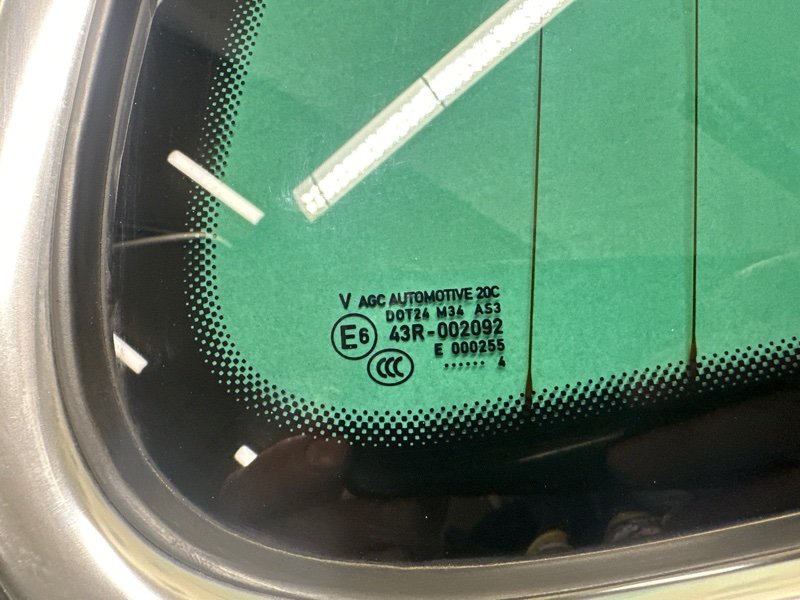 V AGC AUTOMOTIVE 20C
DOT24 M34 AS3
E6 43R-002092
E 000255
CCC ...... 4